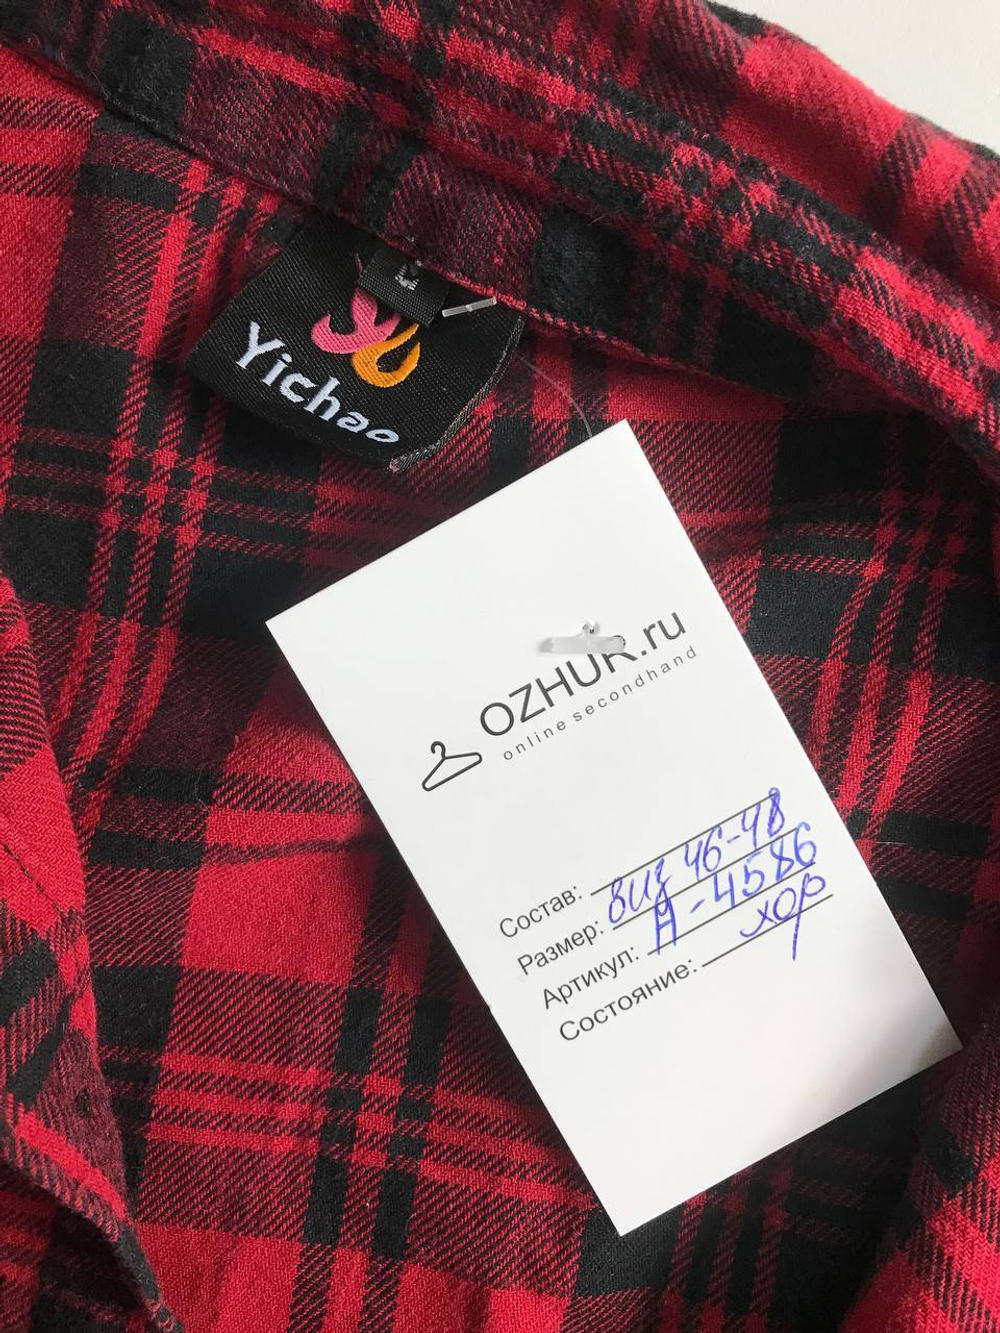 Yichao
OZHUR.ru
online secondhand
Состав:
Размер: виз 46-48
Артикул: А-4586
Состояние: хор